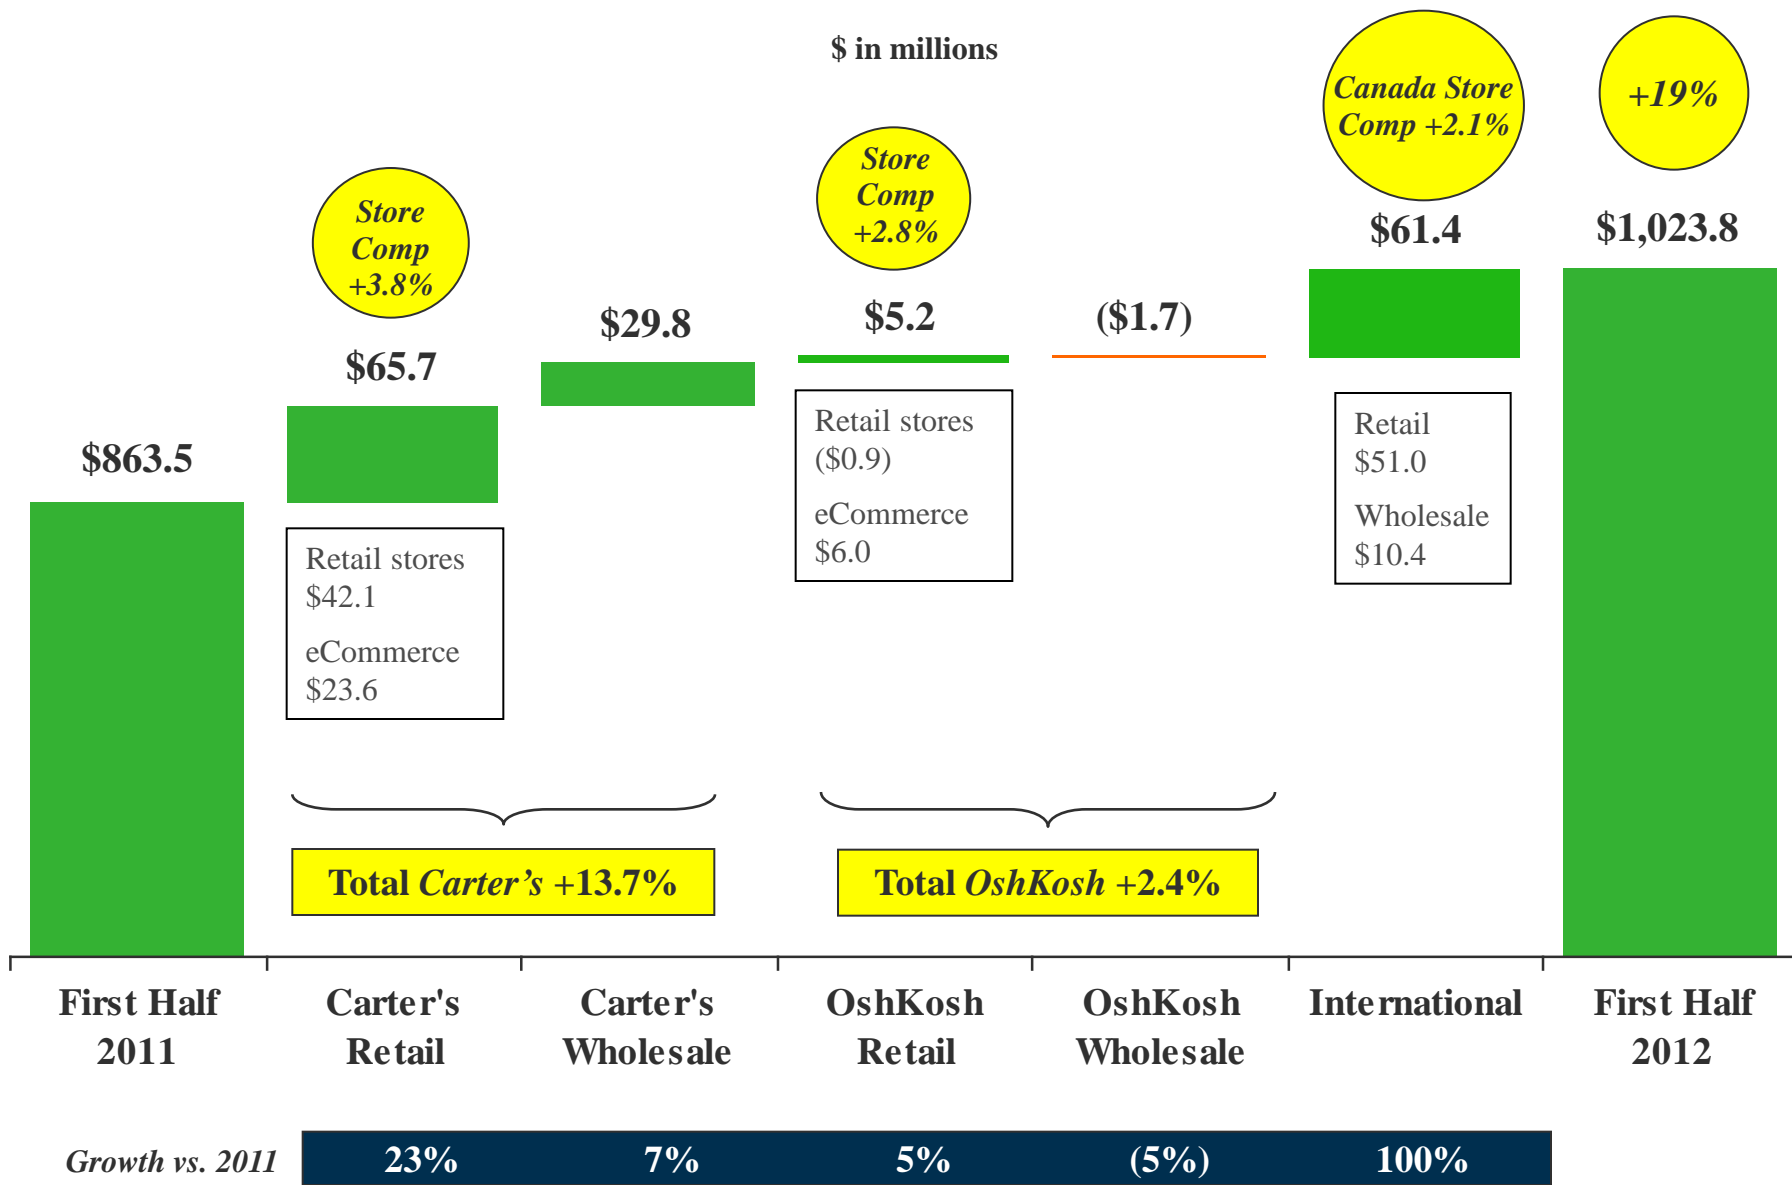 $ in millions
Canada Store
Comp +2.1%
+19%
Store
Comp
+2.8%
Store
Comp
+3.8%
$61.4
$1,023.8
$5.2
($1.7)
$29.8
$65.7
$863.5
Retail stores
$42.1
eCommerce
$23.6
Retail stores
($0.9)
eCommerce
$6.0
Retail
$51.0
Wholesale
$10.4
Total Carter’s +13.7%
Total OshKosh +2.4%
First Half
2011
Carter's
Retail
Carter's
Wholesale
OshKosh
Retail
OshKosh
Wholesale
International
First Half
2012
Growth vs. 2011 23% 7% 5% (5%) 100%